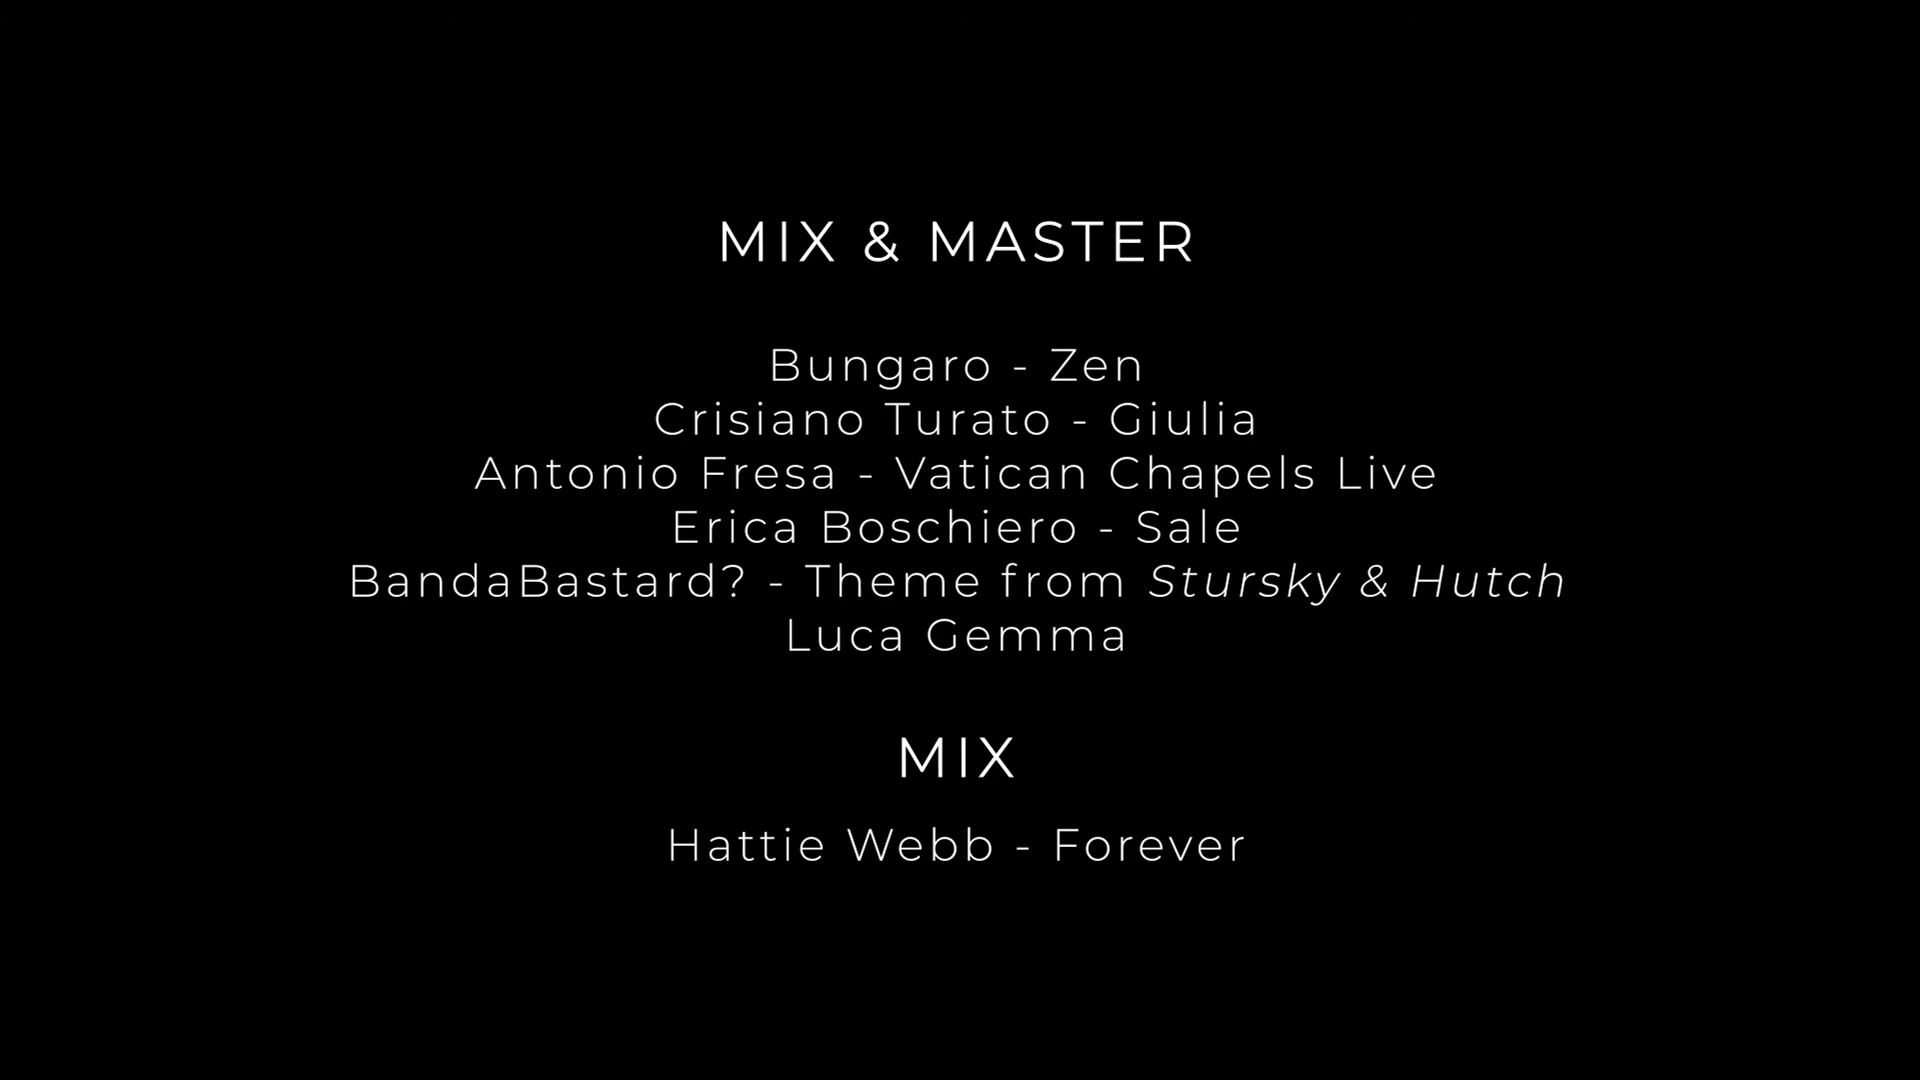 MIX & MASTER
Bungaro - Zen
Crisiano Turato - Giulia
Antonio Fresa - Vatican Chapels Live
Erica Boschiero - Sale
BandaBastard? - Theme from Stursky & Hutch
Luca Gemma
MIX
Hattie Webb - Forever